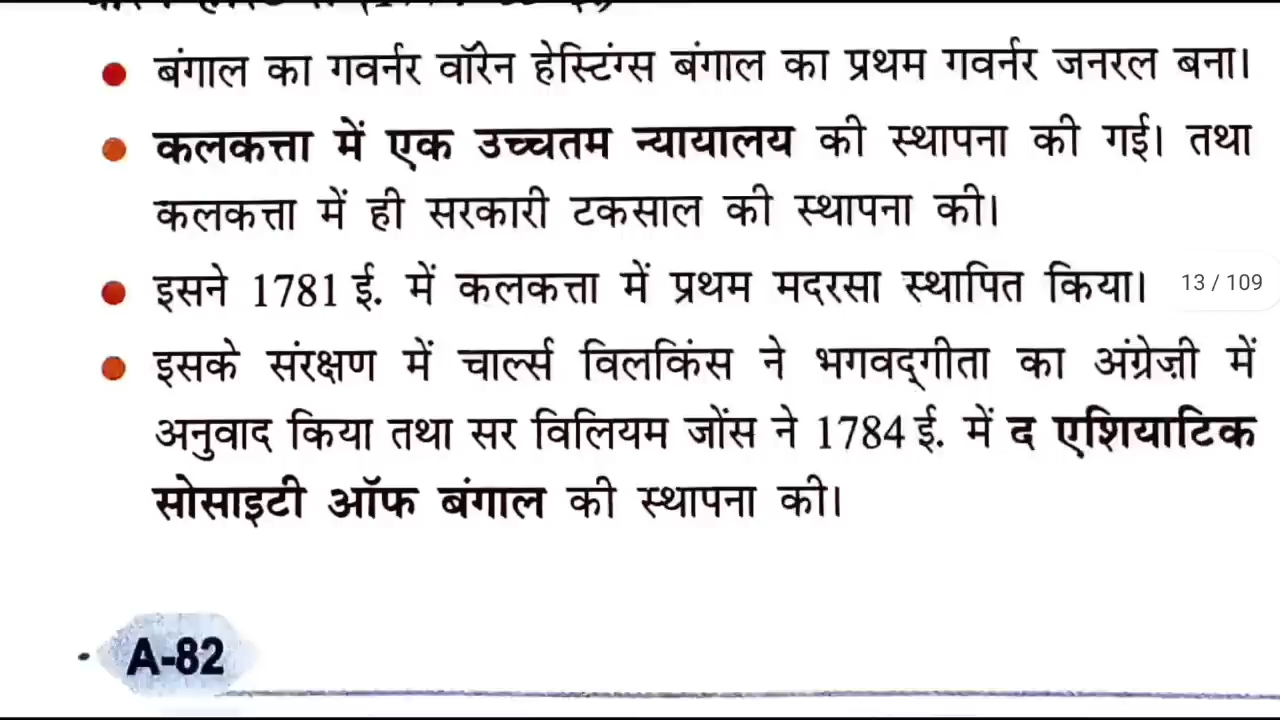 बंगाल का गवर्नर वॉरेन हेस्टिंग्स बंगाल का प्रथम गवर्नर जनरल बना।
कलकत्ता में एक उच्चतम न्यायालय की स्थापना की गई। तथा
कलकत्ता में ही सरकारी टकसाल की स्थापना की।
इसने 1781 ई. में कलकत्ता में प्रथम मदरसा स्थापित किया।
13 / 109
इसके संरक्षण में चार्ल्स विलकिंस ने भगवद्‌गीता का अंग्रेज़ी में
अनुवाद किया तथा सर विलियम जोंस ने 1784 ई. में द एशियाटिक
सोसाइटी ऑफ बंगाल की स्थापना की।
A-82